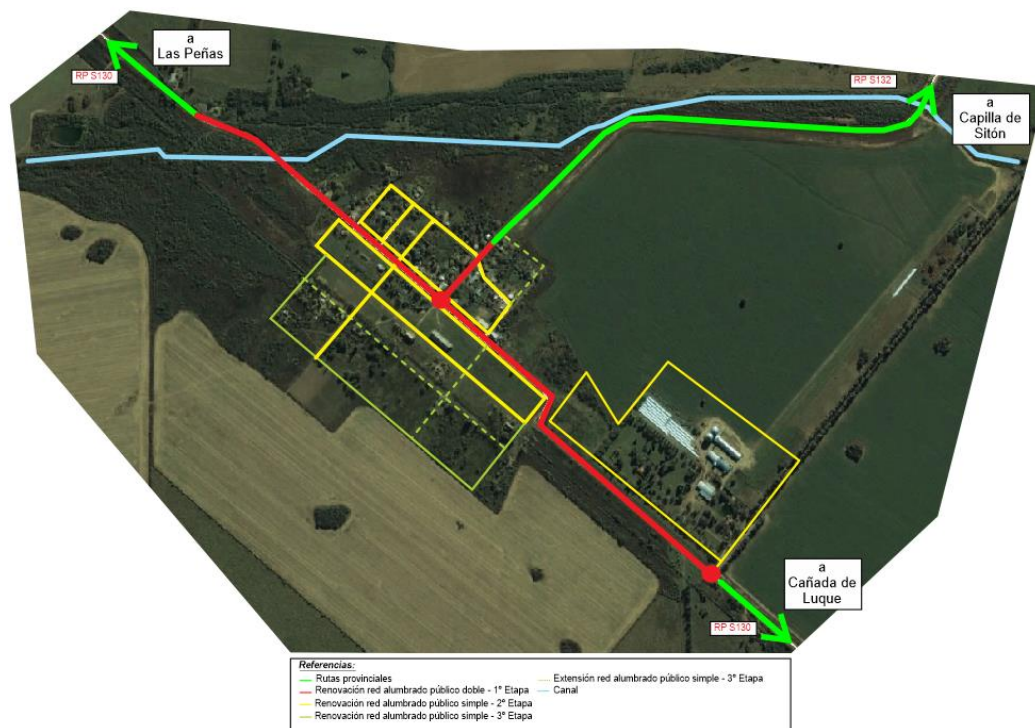 a
Las Peñas
RP S130
RP S132
a
Capilla de
Sitón
a
Cañada de
Luque
RP S130
Referencias:
Rutas provinciales
Renovación red alumbrado público doble - 1° Etapa
Renovación red alumbrado público simple - 2° Etapa
Renovación red alumbrado público simple - 3° Etapa
Extensión red alumbrado público simple - 3° Etapa
Canal